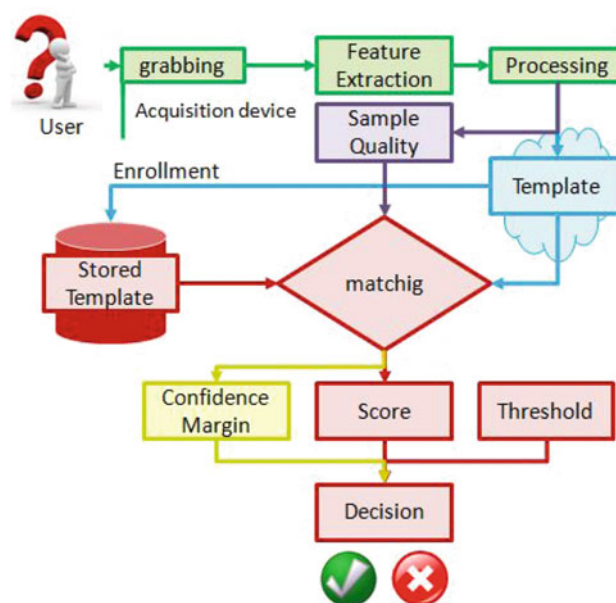 grabbing
Feature
Extraction
Processing
User
Acquisition device
Sample
Quality
Enrollment
Template
Stored
Template
matchig
Confidence
Margin
Score
Threshold
Decision